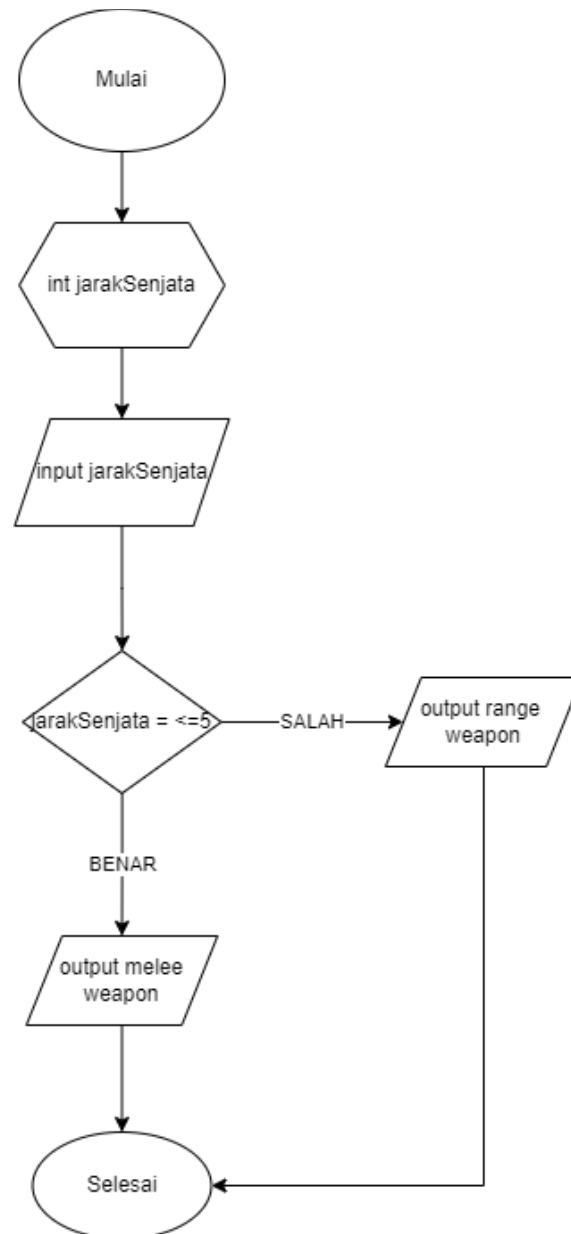 Mulai
int jarakSenjata
input jarakSenjata
jarakSenjata = <=5
SALAH
output range
weapon
BENAR
output melee
weapon
Selesai